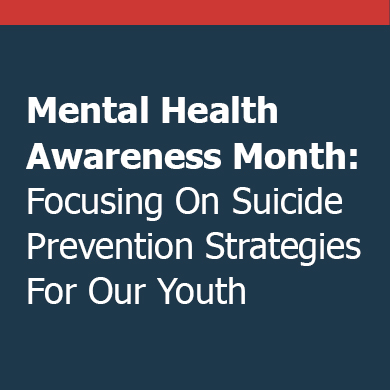 Mental Health
Awareness Month:
Focusing On Suicide
Prevention Strategies
For Our Youth